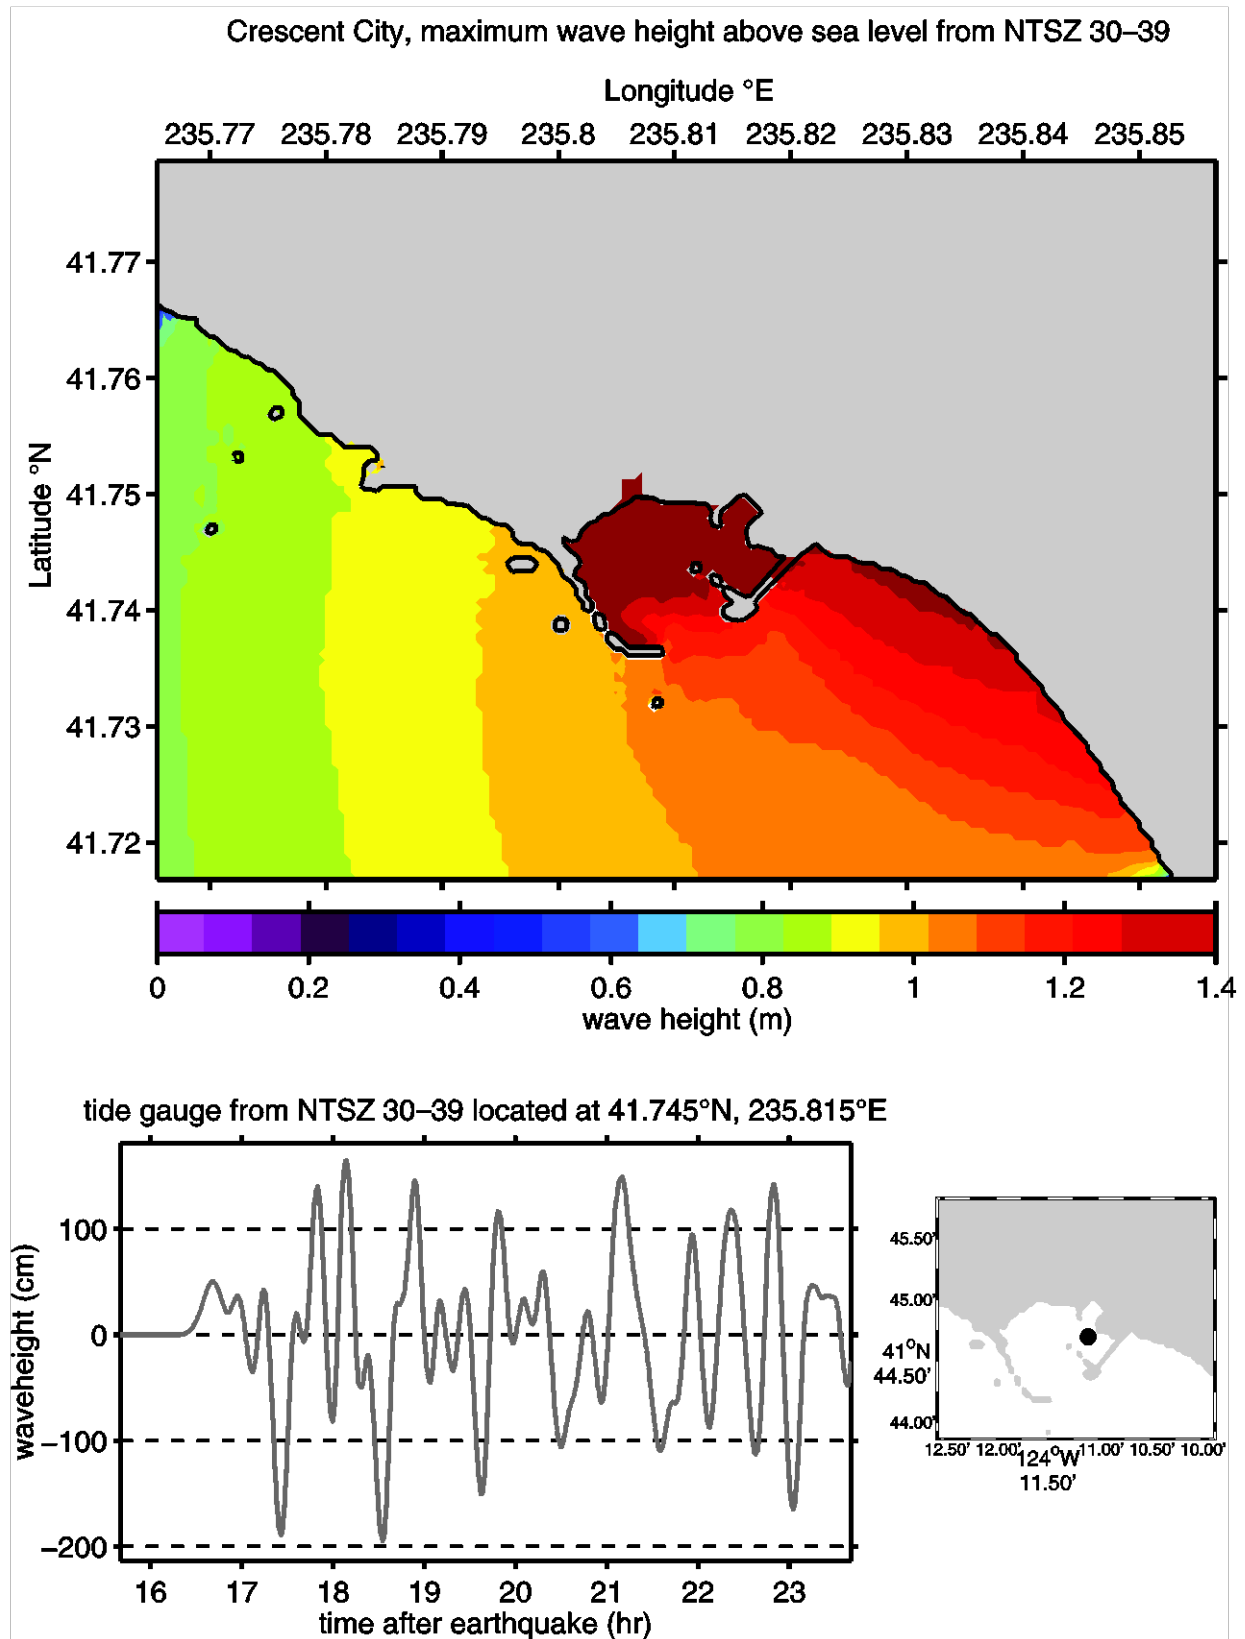 Crescent City, maximum wave height above sea level from NTSZ 30–39
Longitude °E
235.77 235.78 235.79 235.8 235.81 235.82 235.83 235.84 235.85
Latitude °N
41.77
41.76
41.75
41.74
41.73
41.72
0 0.2 0.4 0.6 0.8 1 1.2 1.4
wave height (m)
tide gauge from NTSZ 30–39 located at 41.745°N, 235.815°E
waveheight (cm)
100
0
−100
−200
16 17 18 19 20 21 22 23
time after earthquake (hr)
45.50'
45.00'
41°N
44.50'
44.00'
12.50' 12.00' 124°W 11.00' 10.50' 10.00'
11.50'